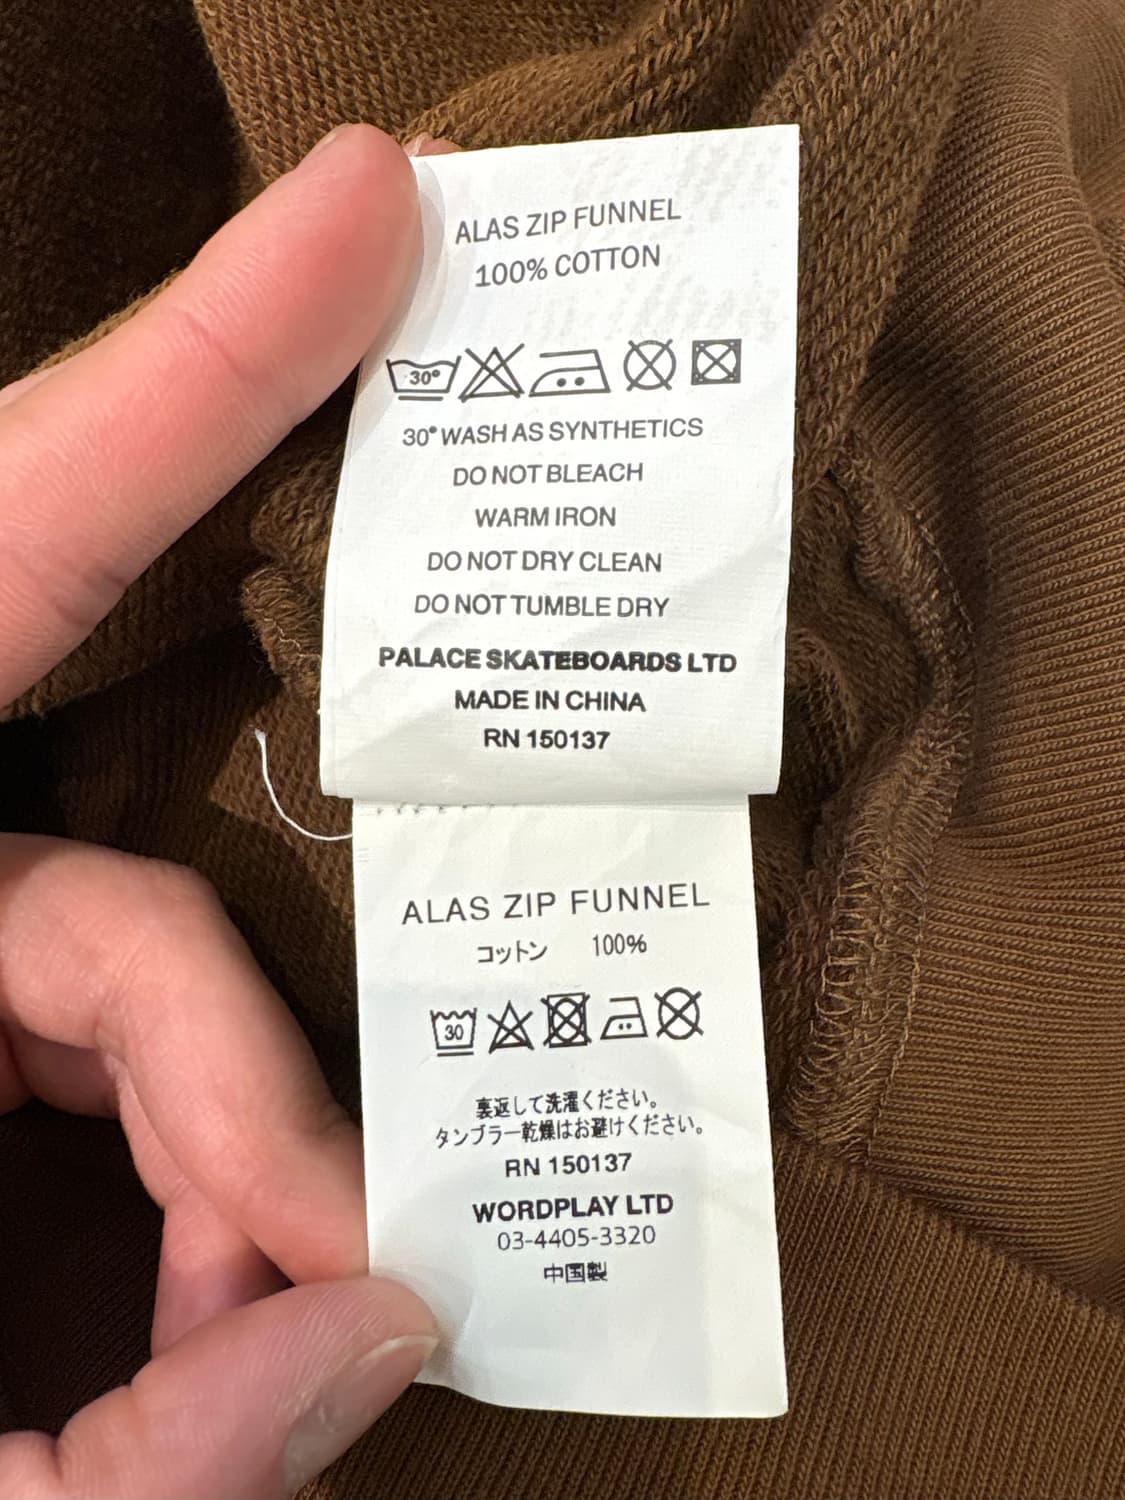 ALAS ZIP FUNNEL
100% COTTON
30°
30° WASH AS SYNTHETICS
DO NOT BLEACH
WARM IRON
DO NOT DRY CLEAN
DO NOT TUMBLE DRY
PALACE SKATEBOARDS LTD
MADE IN CHINA
RN 150137
ALAS ZIP FUNNEL
コットン 100%
30
裏返して洗濯ください。
タンブラー乾燥はお避けください。
RN 150137
WORDPLAY LTD
03-4405-3320
中国製